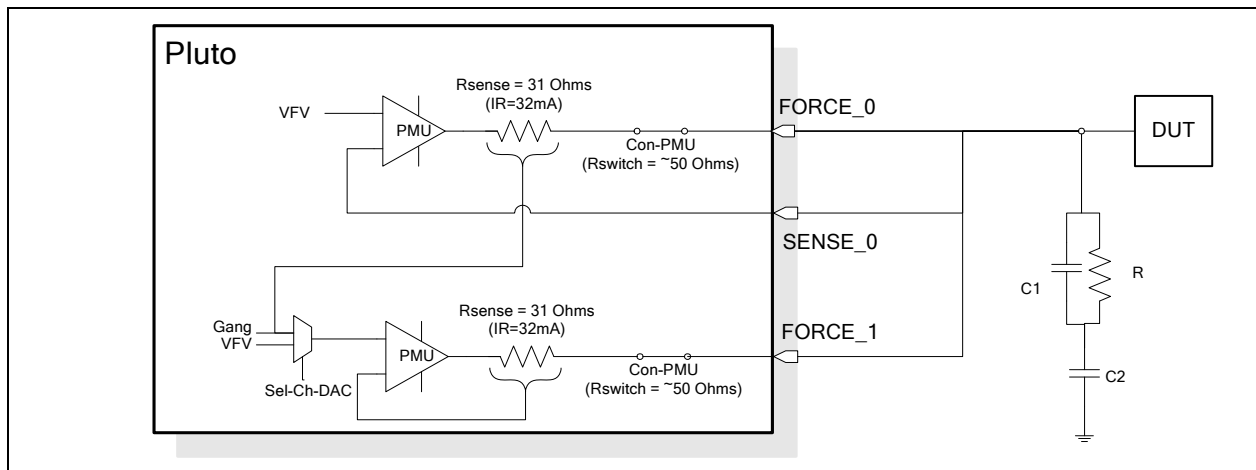 Pluto
Rsense = 31 Ohms
(IR=32mA)
VFV
PMU
Con-PMU
(Rswitch = ~50 Ohms)
FORCE_0
DUT
SENSE_0
C1
R
Rsense = 31 Ohms
(IR=32mA)
Gang
VFV
PMU
Sel-Ch-DAC
Con-PMU
(Rswitch = ~50 Ohms)
FORCE_1
C2